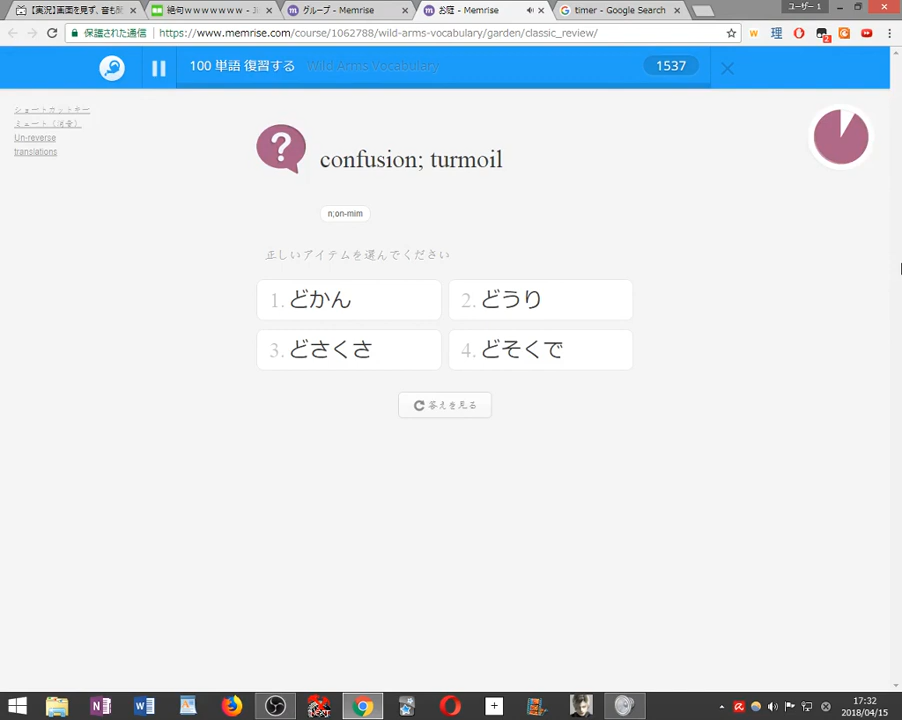 【実況】画面を見ず、音も
絶句ｗｗｗｗｗｗｗ - J
グループ - Memrise
お庭 - Memrise
timer - Google Search
ユーザー 1
保護された通信
https://www.memrise.com/course/1062788/wild-arms-vocabulary/garden/classic_review/
100 単語 復習する Wild Arms Vocabulary
1537
ショートカットキー
ミュート（消音）
Un-reverse
translations
confusion; turmoil
n;on-mim
正しいアイテムを選んでください
1. どかん
2. どうり
3. どさくさ
4. どそくで
答えを見る
17:32
2018/04/15